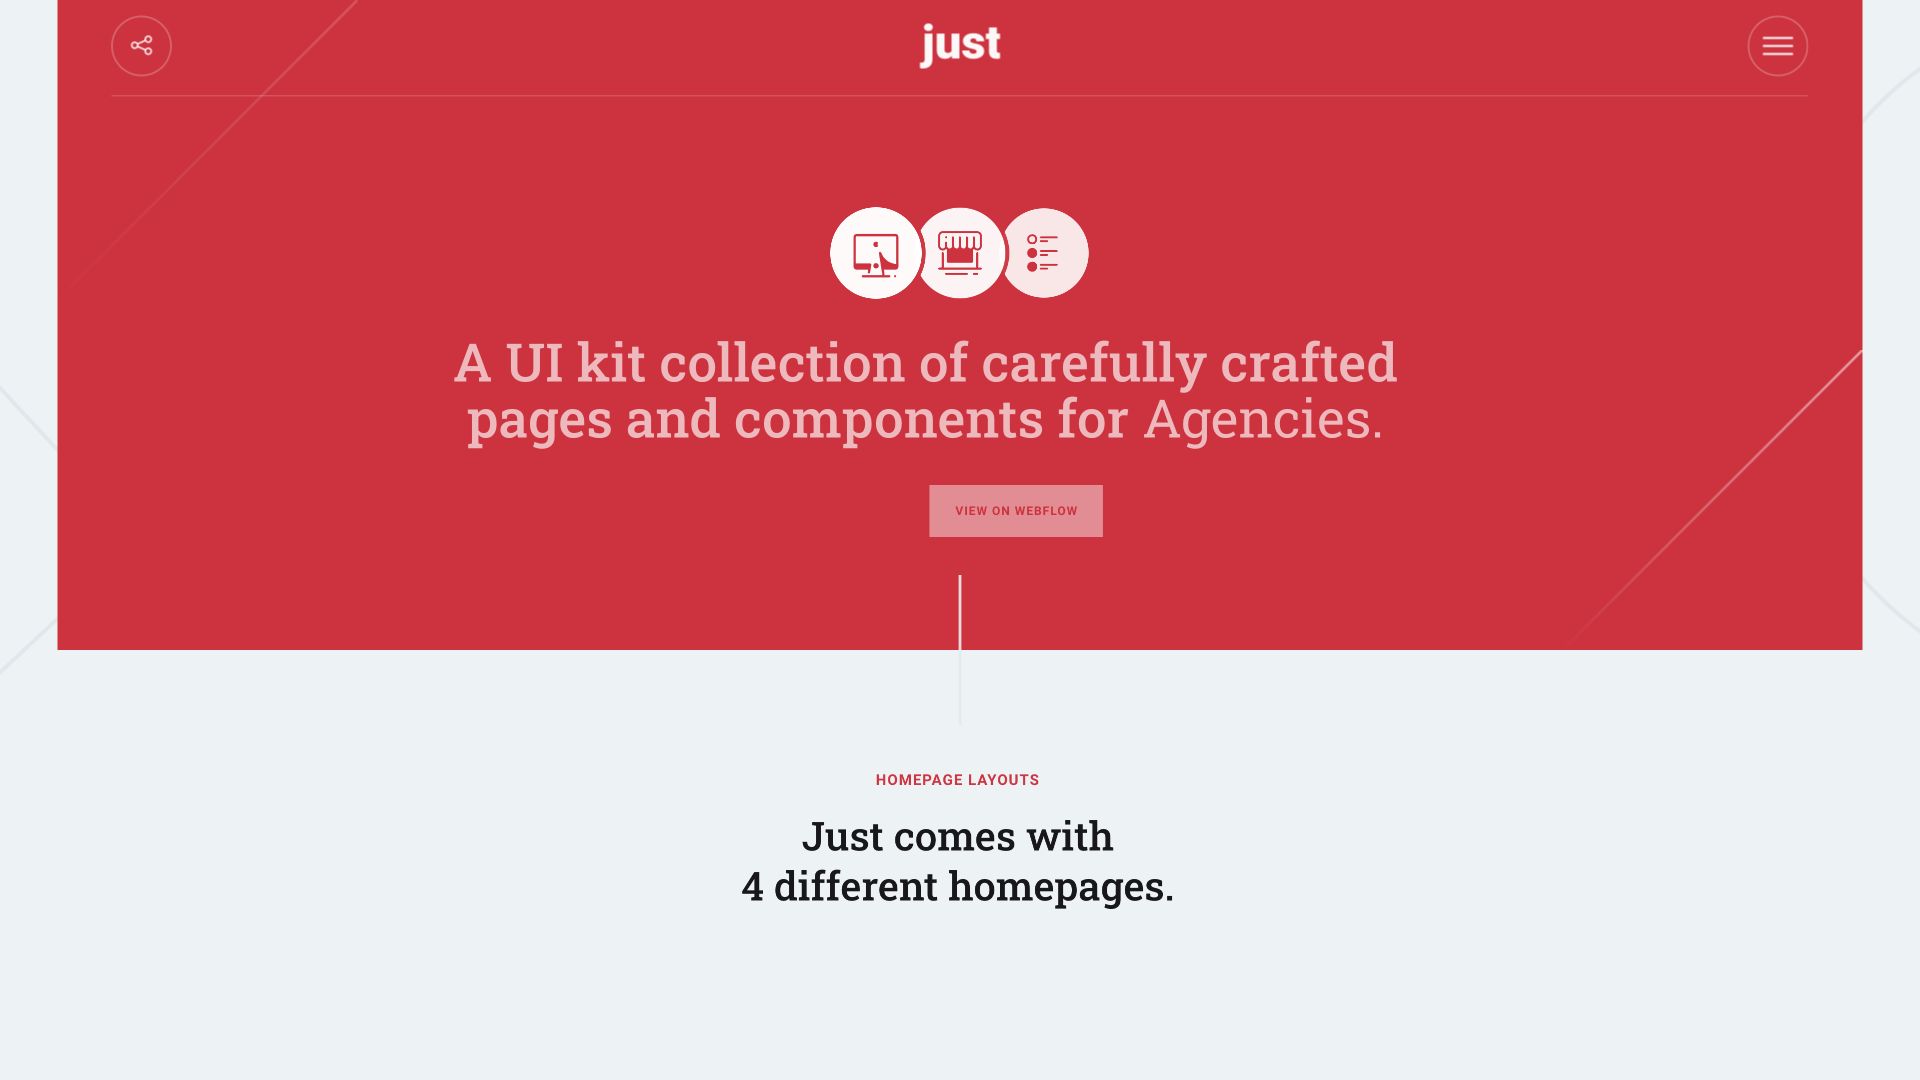 just
A UI kit collection of carefully crafted
pages and components for Agencies.
VIEW ON WEBFLOW
HOMEPAGE LAYOUTS
Just comes with
4 different homepages.